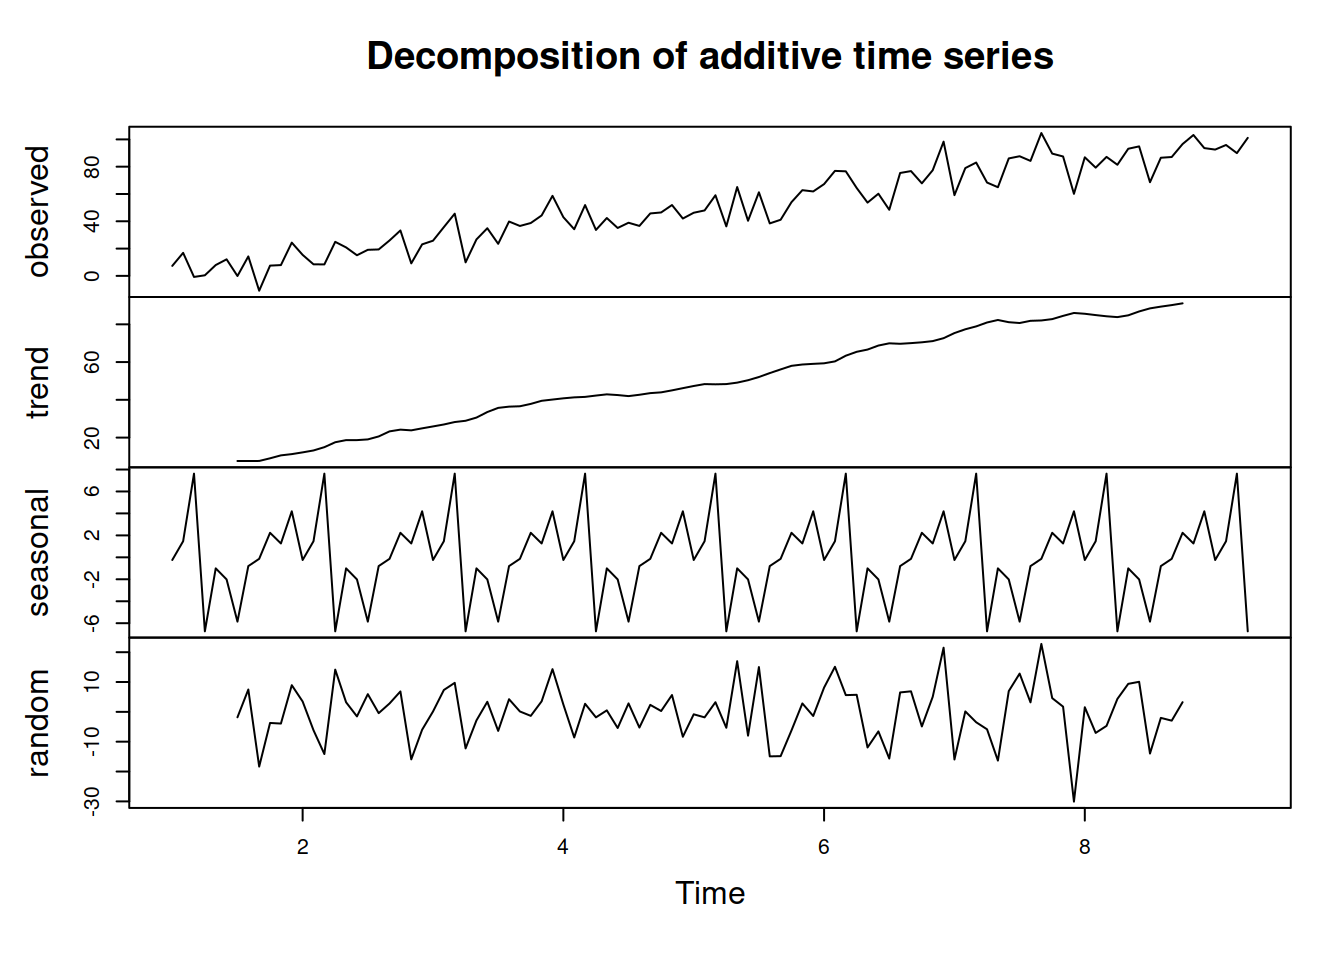 Decomposition of additive time series
observed
0 40 80
trend
20 60
seasonal
-6 -2 2 6
random
-30 -10 10
2 4 6 8
Time